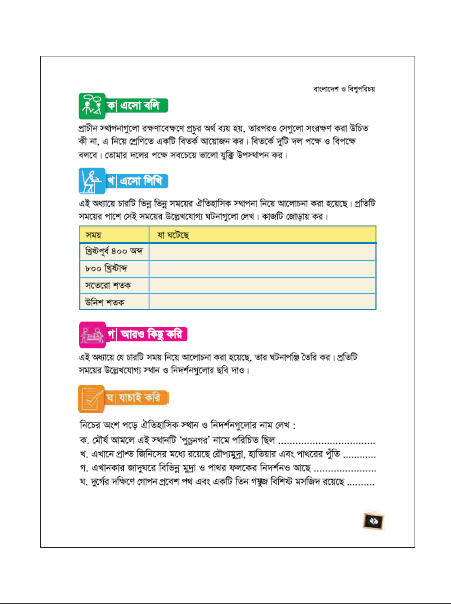 বাংলাদেশ ও বিশ্বপরিচয়
ক এসো বলি
প্রাচীন স্থাপনাগুলো রক্ষণাবেক্ষণে প্রচুর অর্থ ব্যয় হয়, তারপরও সেগুলো সংরক্ষণ করা উচিত
কী না, এ নিয়ে শ্রেণিতে একটি বিতর্ক আয়োজন কর। বিতর্কে দুটি দল পক্ষে ও বিপক্ষে
বলবে। তোমার দলের পক্ষে সবচেয়ে ভালো যুক্তি উপস্থাপন কর।
খ এসো লিখি
এই অধ্যায়ে চারটি ভিন্ন ভিন্ন সময়ের ঐতিহাসিক স্থাপনা নিয়ে আলোচনা করা হয়েছে। প্রতিটি
সময়ের পাশে সেই সময়ের উল্লেখযোগ্য ঘটনাগুলো লেখ। কাজটি জোড়ায় কর।
সময় যা ঘটেছে
খ্রিষ্টপূর্ব ৪০০ অব্দ
৮০০ খ্রিষ্টাব্দ
সতেরো শতক
উনিশ শতক
গ আরও কিছু করি
এই অধ্যায়ে যে চারটি সময় নিয়ে আলোচনা করা হয়েছে, তার ঘটনাপঞ্জি তৈরি কর। প্রতিটি
সময়ের উল্লেখযোগ্য স্থান ও নিদর্শনগুলোর ছবি দাও।
ঘ যাচাই করি
নিচের অংশ পড়ে ঐতিহাসিক স্থান ও নিদর্শনগুলোর নাম লেখ :
ক. মৌর্য আমলে এই স্থানটি 'পুণ্ড্রনগর' নামে পরিচিত ছিল ..................................
খ. এখানে প্রাপ্ত জিনিসের মধ্যে রয়েছে রৌপ্যমুদ্রা, হাতিয়ার এবং পাথরের পুঁতি ............
গ. এখানকার জাদুঘরে বিভিন্ন মুদ্রা ও পাথর ফলকের নিদর্শনও আছে ......................
ঘ. দুর্গের দক্ষিণে গোপন প্রবেশ পথ এবং একটি তিন গম্বুজ বিশিষ্ট মসজিদ রয়েছে ..........
২৯